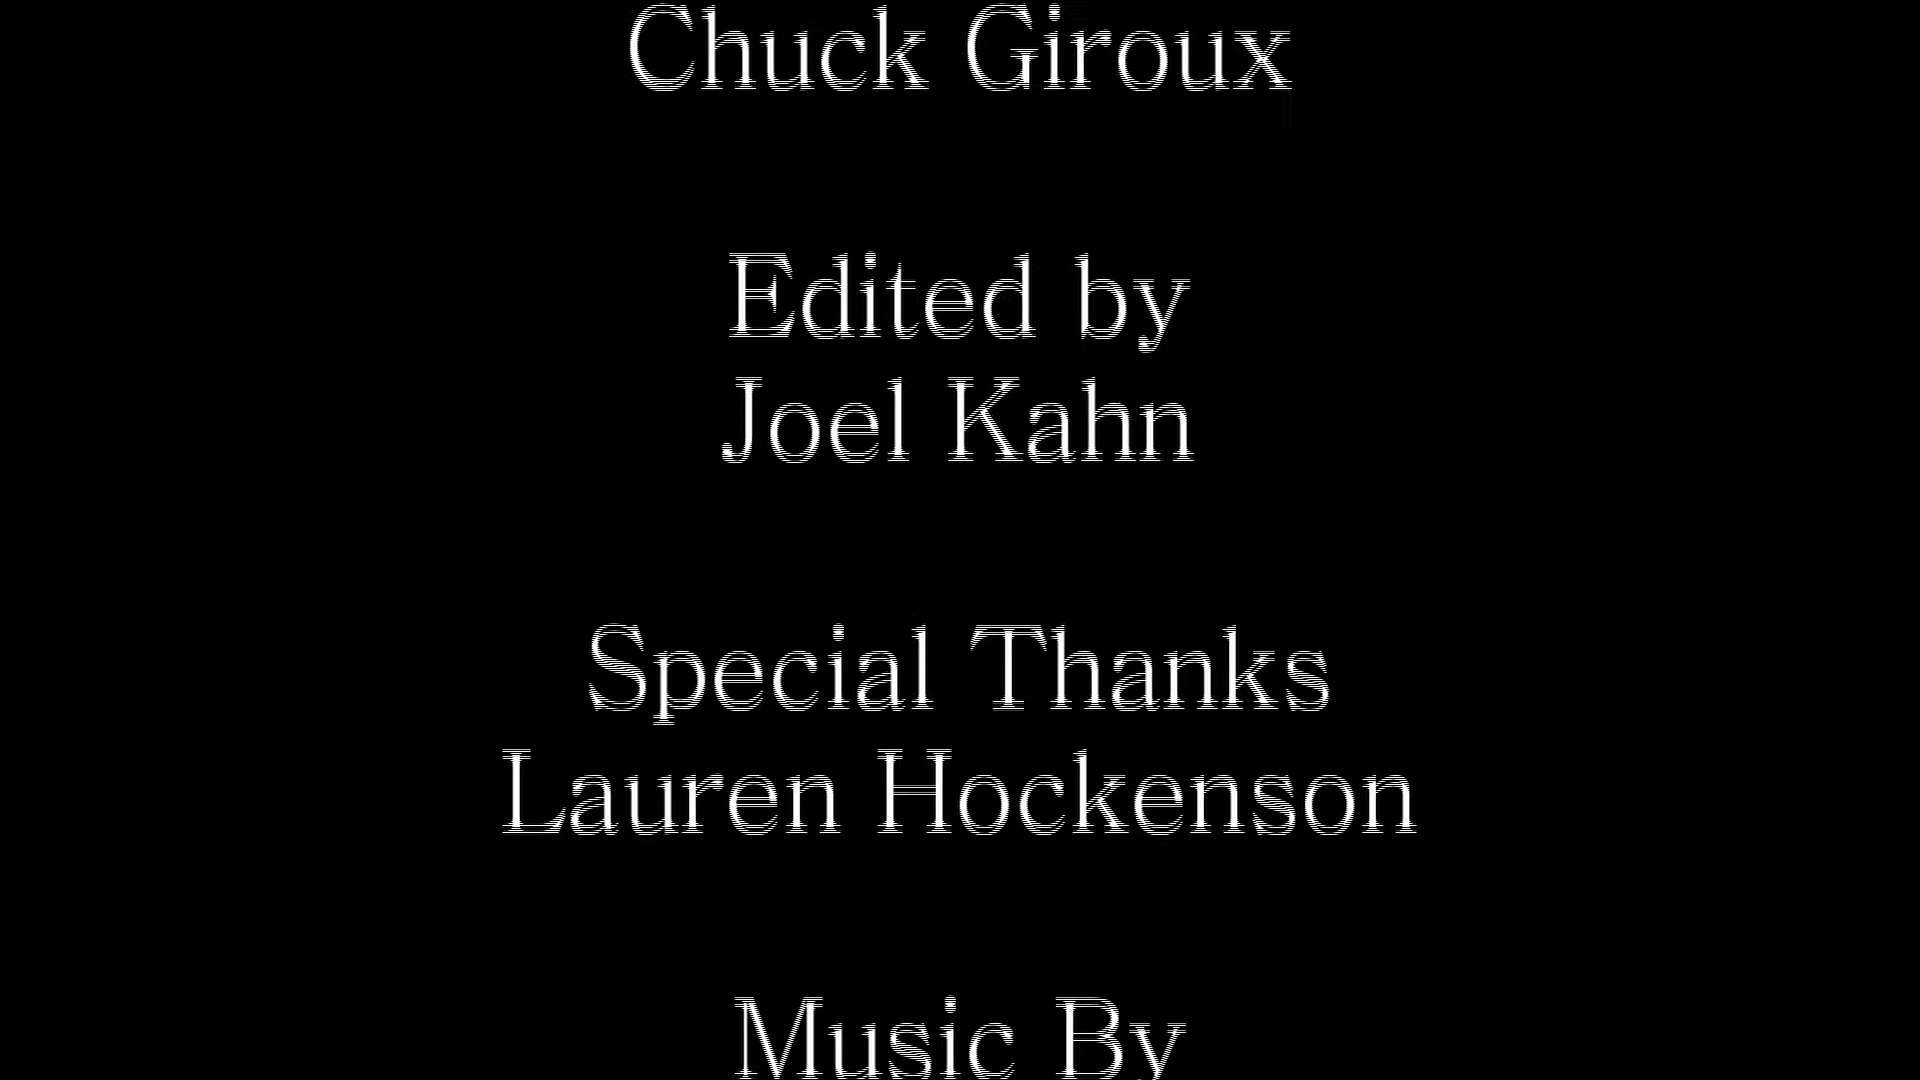 Chuck Giroux
Edited by
Joel Kahn
Special Thanks
Lauren Hockenson
Music By